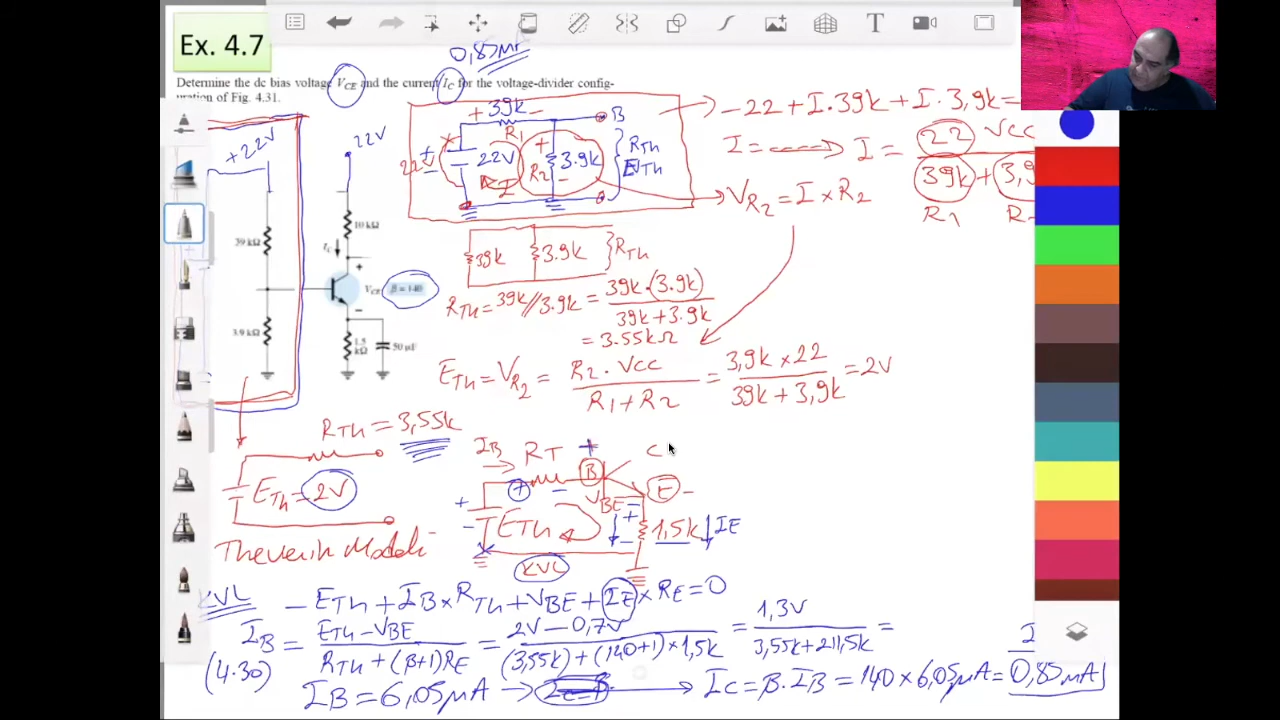 Ex. 4.7
0,85mA
Determine the dc bias voltage VCE and the current IC for the voltage-divider config-
uration of Fig. 4.31.
+22V
22V
39 kΩ
10 kΩ
IC
VCE
β = 140
3.9 kΩ
1.5 kΩ
50 μF
+ 39k -
R1
B
22V
+
22V
I
+
R2
3.9k
RTh
ETh
-22 + I.39k + I.3,9k =
I = → I = 22 VCC
39k + 3,9
R1
VR2 = I × R2
39k
3.9k
RTh
RTh = 39k // 3.9k = 39k.(3.9k)
39k + 3.9k
= 3.55kΩ
ETh = VR2 = R2 . VCC = 3,9k × 22 = 2V
R1 + R2 39k + 3,9k
RTh = 3,55k
ETh = 2V
Thevenin Model:
IB
RT
+
B
C
+
-
VBE
E -
+
-
ETh
+
-
1,5k
IE
KVL
KVL
- ETh + IB × RTh + VBE + IE × RE = 0
IB = ETh - VBE = 2V - 0,7V = 1,3V =
RTh + (β+1)RE (3,55k) + (140+1) × 1,5k 3,55k + 211,5k
(4.30)
I
IB = 6,05μA → IC = β . IB = 140 × 6,05μA = 0,85mA